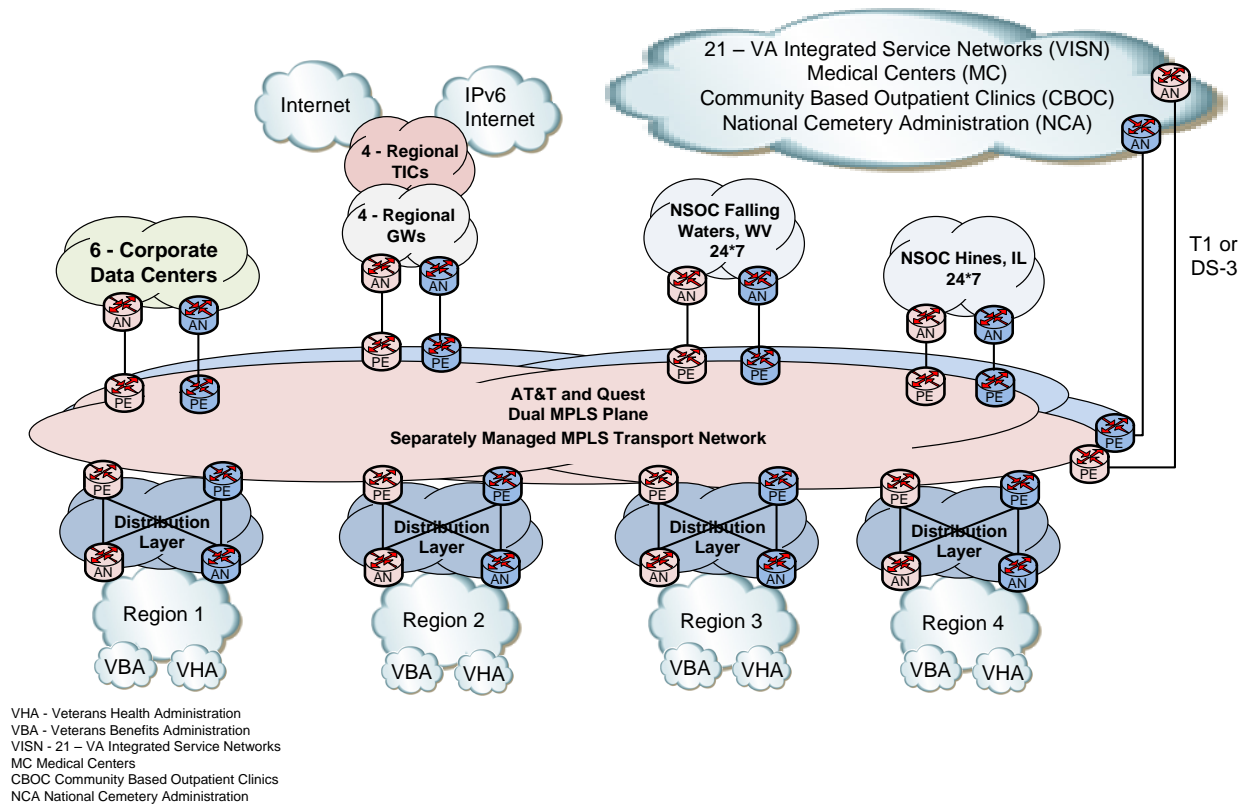 21 – VA Integrated Service Networks (VISN)
Medical Centers (MC)
Community Based Outpatient Clinics (CBOC)
National Cemetery Administration (NCA)
AN
AN
T1 or
DS-3
Internet
IPv6
Internet
4 - Regional
TICs
4 - Regional
GWs
AN
AN
6 - Corporate
Data Centers
AN
AN
NSOC Falling
Waters, WV
24*7
AN
AN
NSOC Hines, IL
24*7
AN
AN
PE
PE
PE
PE
PE
PE
PE
PE
PE
PE
AT&T and Quest
Dual MPLS Plane
Separately Managed MPLS Transport Network
PE
PE
Distribution
Layer
AN
AN
Region 1
VBA
VHA
PE
PE
Distribution
Layer
AN
AN
Region 2
VBA
VHA
PE
PE
Distribution
Layer
AN
AN
Region 3
VBA
VHA
PE
PE
Distribution
Layer
AN
AN
Region 4
VBA
VHA
VHA - Veterans Health Administration
VBA - Veterans Benefits Administration
VISN - 21 – VA Integrated Service Networks
MC Medical Centers
CBOC Community Based Outpatient Clinics
NCA National Cemetery Administration